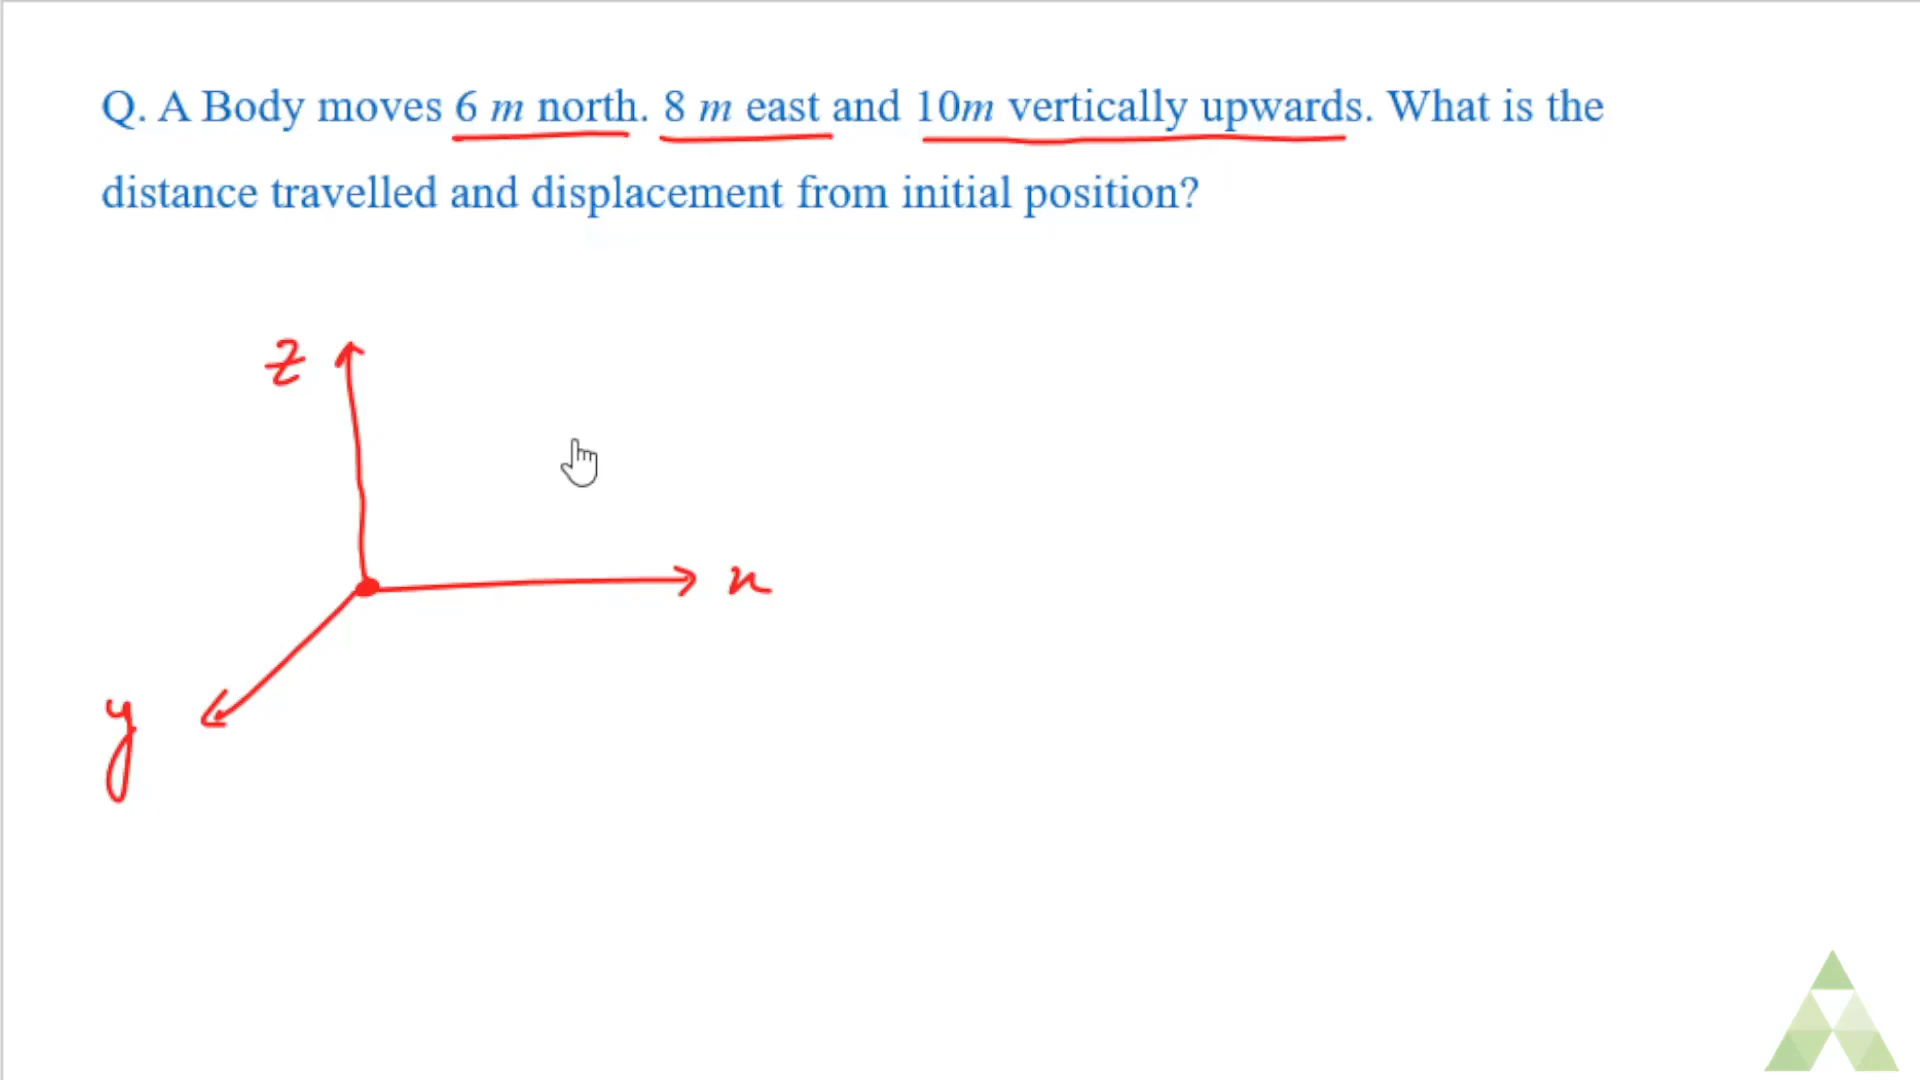 Q. A Body moves 6 m north. 8 m east and 10m vertically upwards. What is the
distance travelled and displacement from initial position?
z
x
y